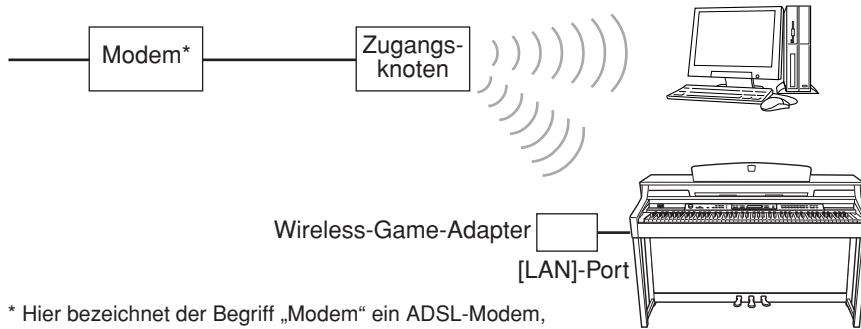 Modem*
Zugangs-
knoten
Wireless-Game-Adapter
[LAN]-Port
* Hier bezeichnet der Begriff „Modem“ ein ADSL-Modem,